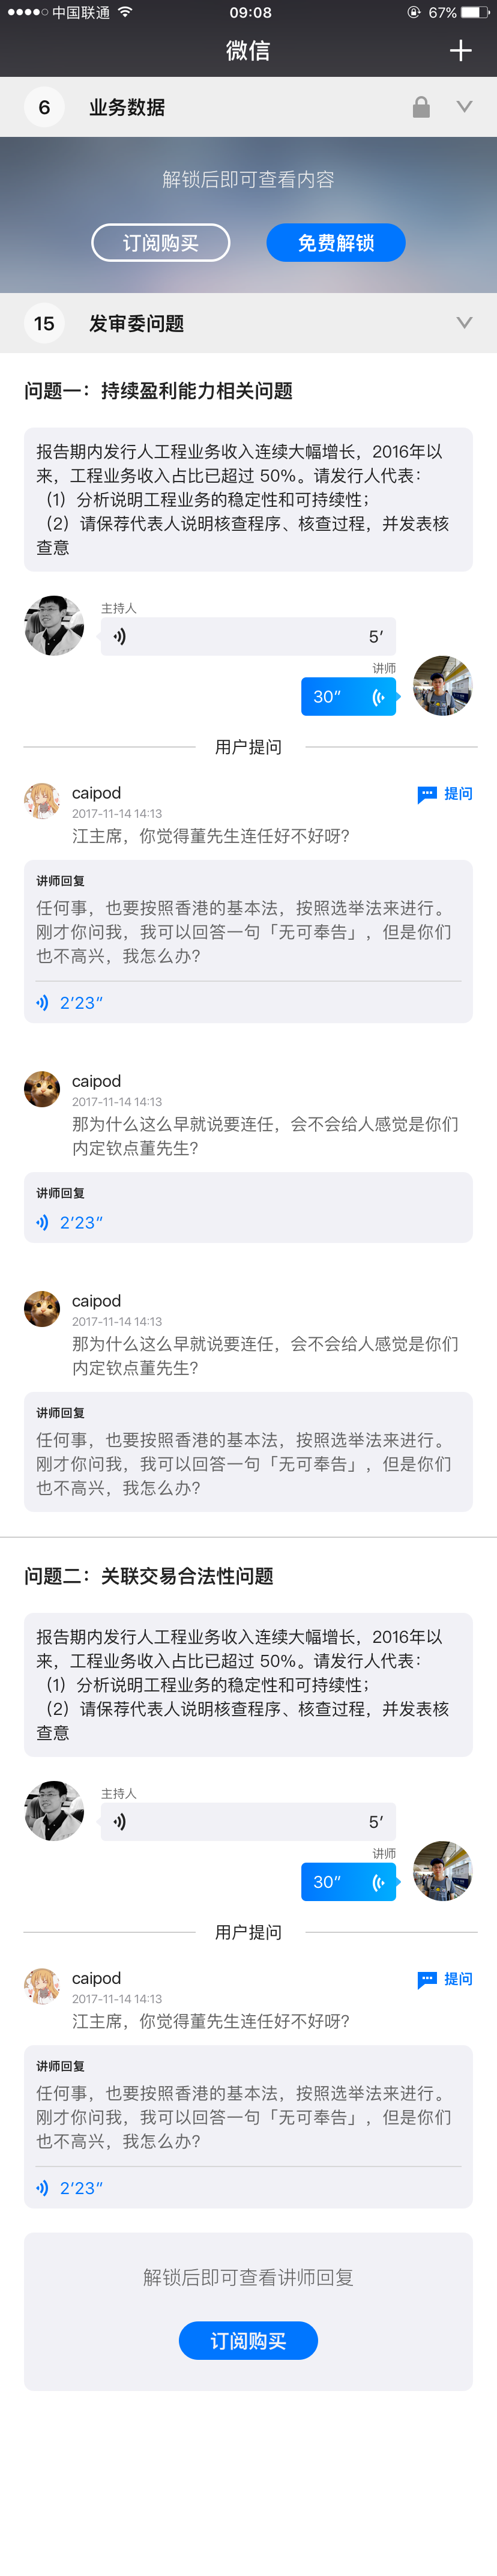 中国联通 09:08 67%
微信
6 业务数据
解锁后即可查看内容
订阅购买 免费解锁
15 发审委问题
问题一：持续盈利能力相关问题
报告期内发行人工程业务收入连续大幅增长，2016年以
来，工程业务收入占比已超过 50%。请发行人代表：
（1）分析说明工程业务的稳定性和可持续性；
（2）请保荐代表人说明核查程序、核查过程，并发表核
查意
主持人
5’
讲师
30”
用户提问
caipod 提问
2017-11-14 14:13
江主席，你觉得董先生连任好不好呀？
讲师回复
任何事，也要按照香港的基本法，按照选举法来进行。
刚才你问我，我可以回答一句「无可奉告」，但是你们
也不高兴，我怎么办？
2’23”
caipod
2017-11-14 14:13
那为什么这么早就说要连任，会不会给人感觉是你们
内定钦点董先生？
讲师回复
2’23”
caipod
2017-11-14 14:13
那为什么这么早就说要连任，会不会给人感觉是你们
内定钦点董先生？
讲师回复
任何事，也要按照香港的基本法，按照选举法来进行。
刚才你问我，我可以回答一句「无可奉告」，但是你们
也不高兴，我怎么办？
问题二：关联交易合法性问题
报告期内发行人工程业务收入连续大幅增长，2016年以
来，工程业务收入占比已超过 50%。请发行人代表：
（1）分析说明工程业务的稳定性和可持续性；
（2）请保荐代表人说明核查程序、核查过程，并发表核
查意
主持人
5’
讲师
30”
用户提问
caipod 提问
2017-11-14 14:13
江主席，你觉得董先生连任好不好呀？
讲师回复
任何事，也要按照香港的基本法，按照选举法来进行。
刚才你问我，我可以回答一句「无可奉告」，但是你们
也不高兴，我怎么办？
2’23”
解锁后即可查看讲师回复
订阅购买